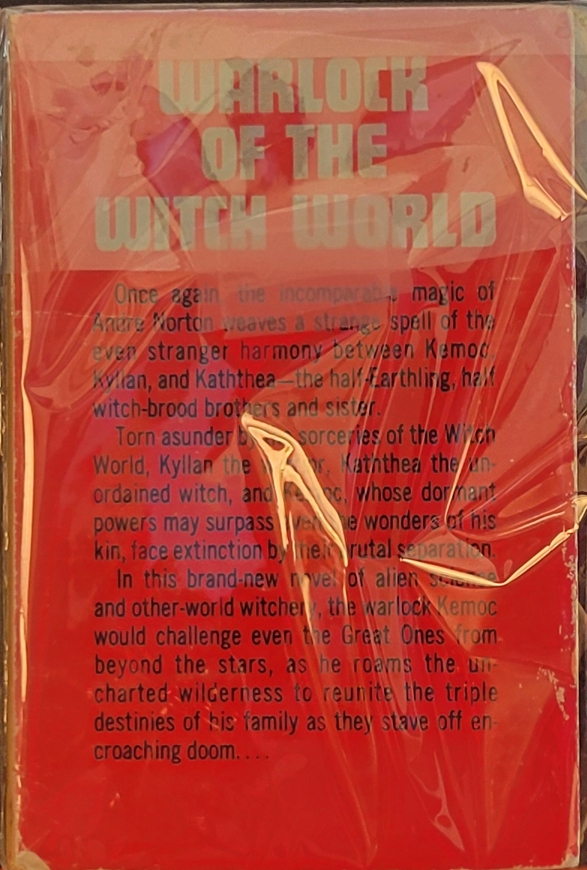 WARLOCK
OF THE
WITCH WORLD
Once again the incomparable magic of
Andre Norton weaves a strange spell of the
even stranger harmony between Kemoc,
Kyllan, and Kaththea—the half-Earthling, half
witch-brood brothers and sister.
Torn asunder by sorceries of the Witch
World, Kyllan the Kaththea the un-
ordained witch, and Kemoc, whose dormant
powers may surpass even the wonders of his
kin, face extinction by their brutal separation.
In this brand-new novel of alien science
and other-world witchery, the warlock Kemoc
would challenge even the Great Ones from
beyond the stars, as he roams the un-
charted wilderness to reunite the triple
destinies of his family as they stave off en-
croaching doom....